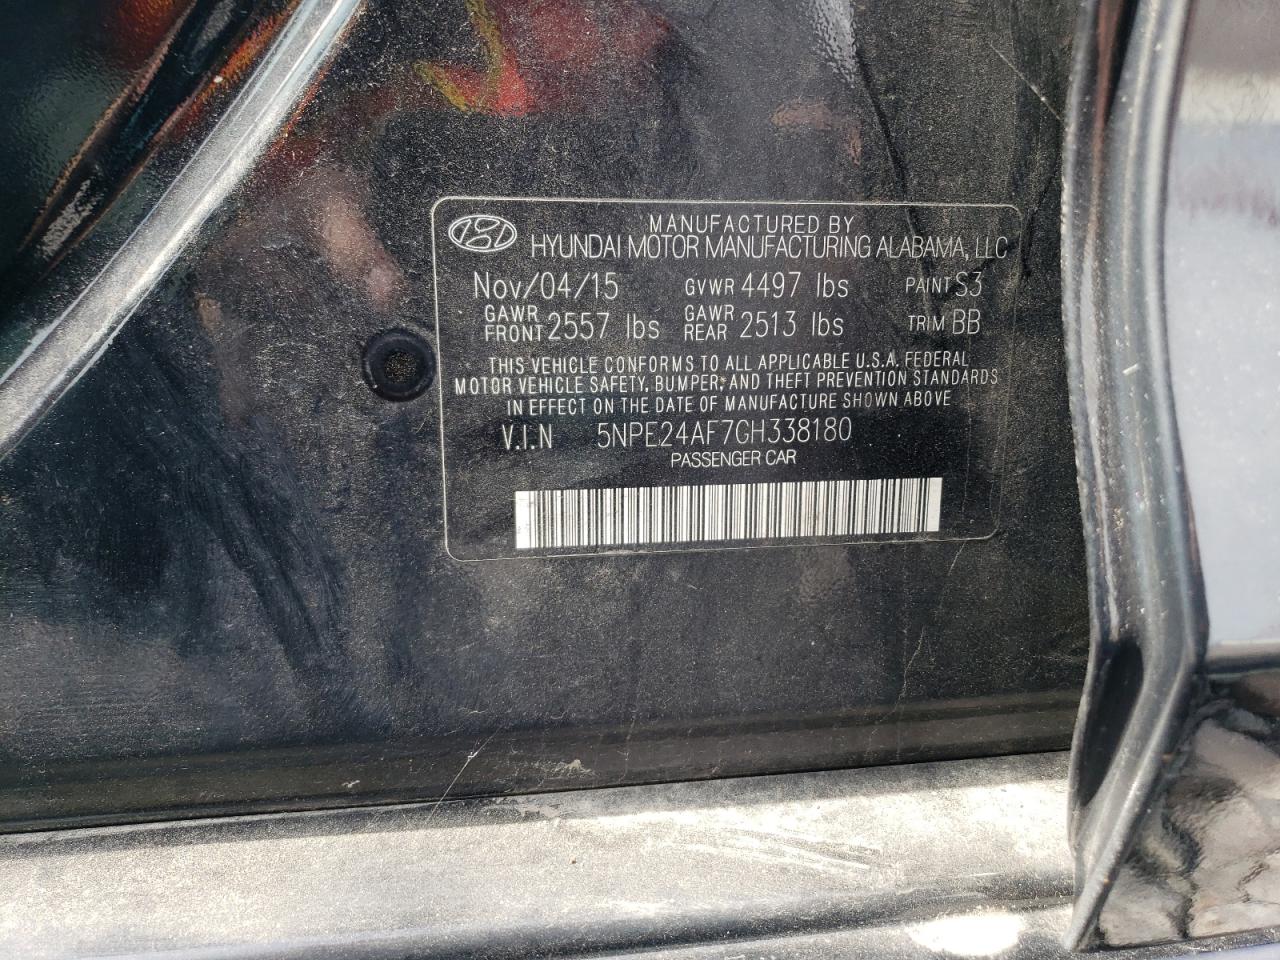 MANUFACTURED BY
HYUNDAI MOTOR MANUFACTURING ALABAMA, LLC
Nov/04/15 GVWR 4497 lbs PAINT S3
GAWR FRONT 2557 lbs GAWR REAR 2513 lbs TRIM BB
THIS VEHICLE CONFORMS TO ALL APPLICABLE U.S.A. FEDERAL
MOTOR VEHICLE SAFETY, BUMPER, AND THEFT PREVENTION STANDARDS
IN EFFECT ON THE DATE OF MANUFACTURE SHOWN ABOVE
V.I.N 5NPE24AF7GH338180
PASSENGER CAR